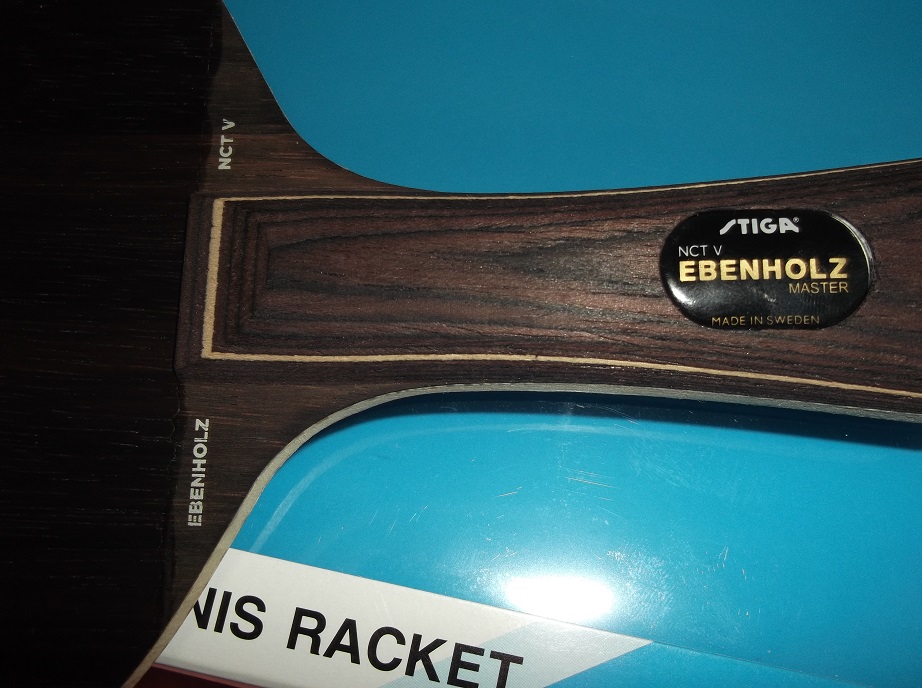 NCT V
STIGA®
NCT V
EBENHOLZ
MASTER
MADE IN SWEDEN
EBENHOLZ
NIS RACKET